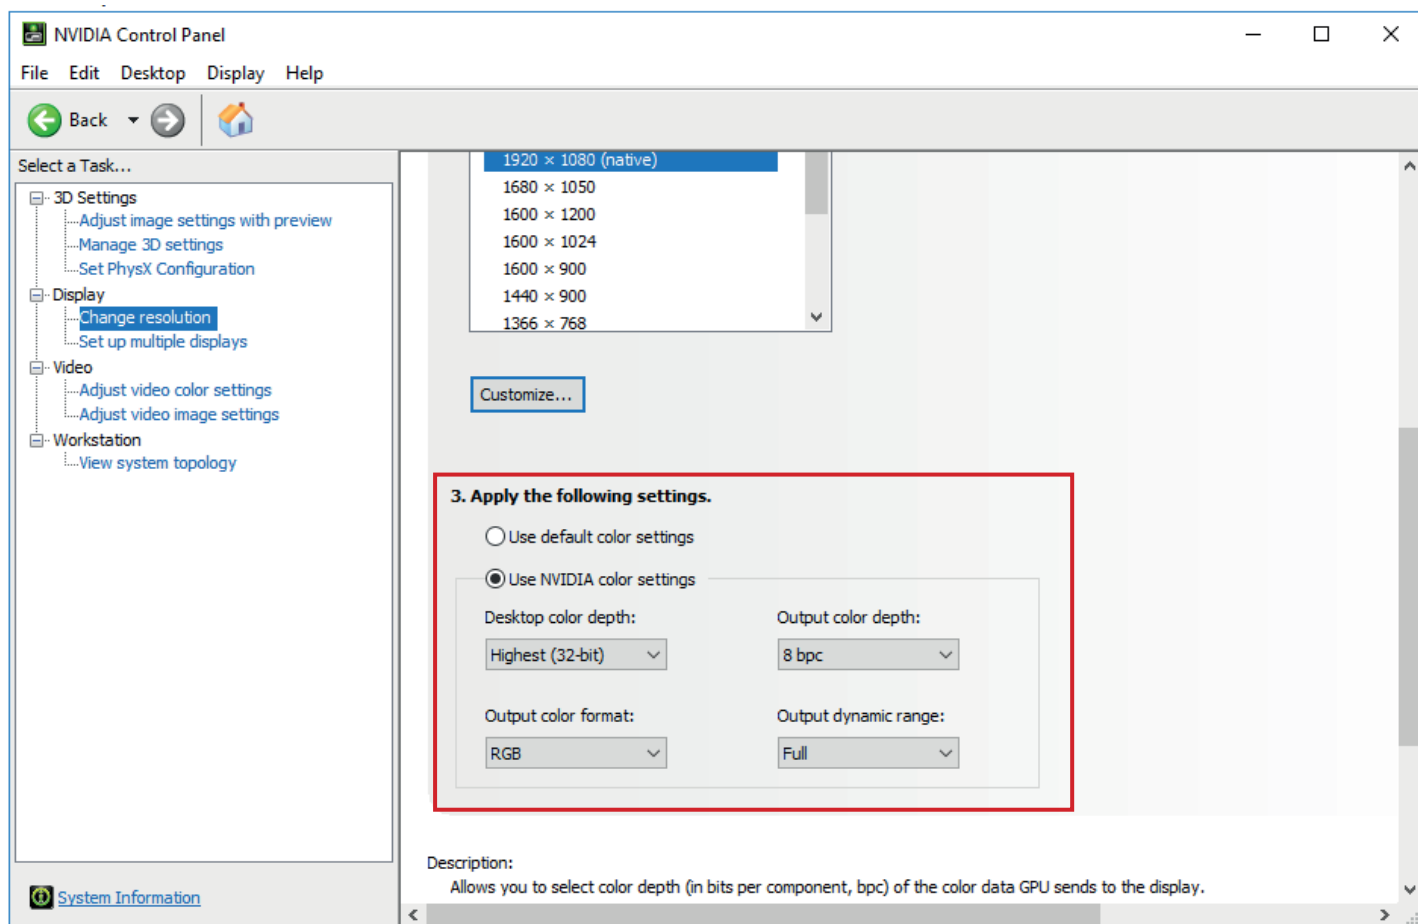 NVIDIA Control Panel
File Edit Desktop Display Help
Back
Select a Task...
3D Settings
Adjust image settings with preview
Manage 3D settings
Set PhysX Configuration
Display
Change resolution
Set up multiple displays
Video
Adjust video color settings
Adjust video image settings
Workstation
View system topology
System Information
1920 × 1080 (native)
1680 × 1050
1600 × 1200
1600 × 1024
1600 × 900
1440 × 900
1366 × 768
Customize...
3. Apply the following settings.
Use default color settings
Use NVIDIA color settings
Desktop color depth: Output color depth:
Highest (32-bit) 8 bpc
Output color format: Output dynamic range:
RGB Full
Description:
Allows you to select color depth (in bits per component, bpc) of the color data GPU sends to the display.